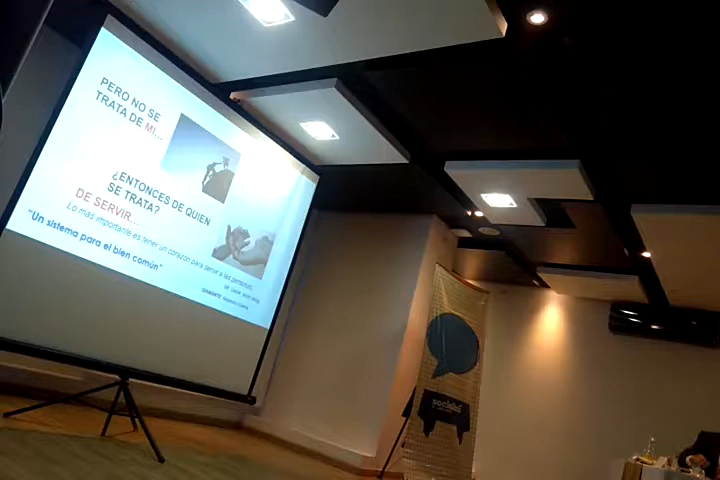 PERO NO SE
TRATA DE MI...
¿ENTONCES DE QUIEN
SE TRATA?
DE SERVIR...
Lo más importante es tener un corazón para servir a las personas,
"Un sistema para el bien común"